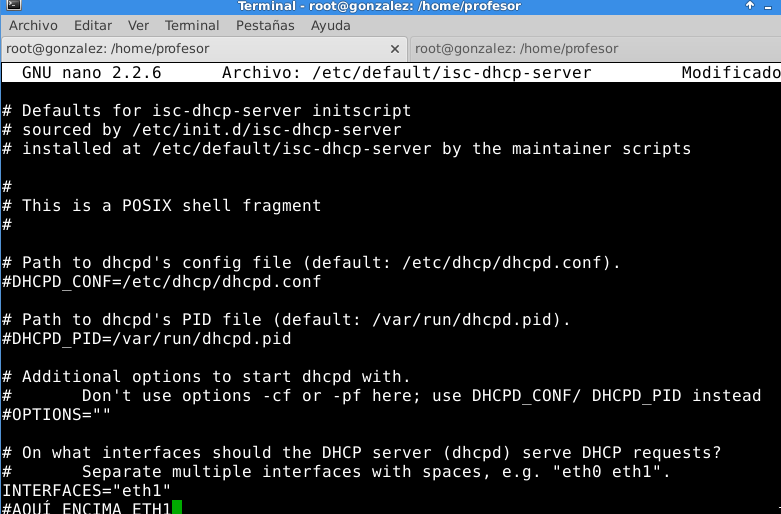 Terminal - root@gonzalez: /home/profesor
Archivo Editar Ver Terminal Pestañas Ayuda
root@gonzalez: /home/profesor root@gonzalez: /home/profesor
GNU nano 2.2.6 Archivo: /etc/default/isc-dhcp-server Modificado
# Defaults for isc-dhcp-server initscript
# sourced by /etc/init.d/isc-dhcp-server
# installed at /etc/default/isc-dhcp-server by the maintainer scripts
#
# This is a POSIX shell fragment
#
# Path to dhcpd's config file (default: /etc/dhcp/dhcpd.conf).
#DHCPD_CONF=/etc/dhcp/dhcpd.conf
# Path to dhcpd's PID file (default: /var/run/dhcpd.pid).
#DHCPD_PID=/var/run/dhcpd.pid
# Additional options to start dhcpd with.
# Don't use options -cf or -pf here; use DHCPD_CONF/ DHCPD_PID instead
#OPTIONS=""
# On what interfaces should the DHCP server (dhcpd) serve DHCP requests?
# Separate multiple interfaces with spaces, e.g. "eth0 eth1".
INTERFACES="eth1"
#AQUÍ ENCIMA ETH1